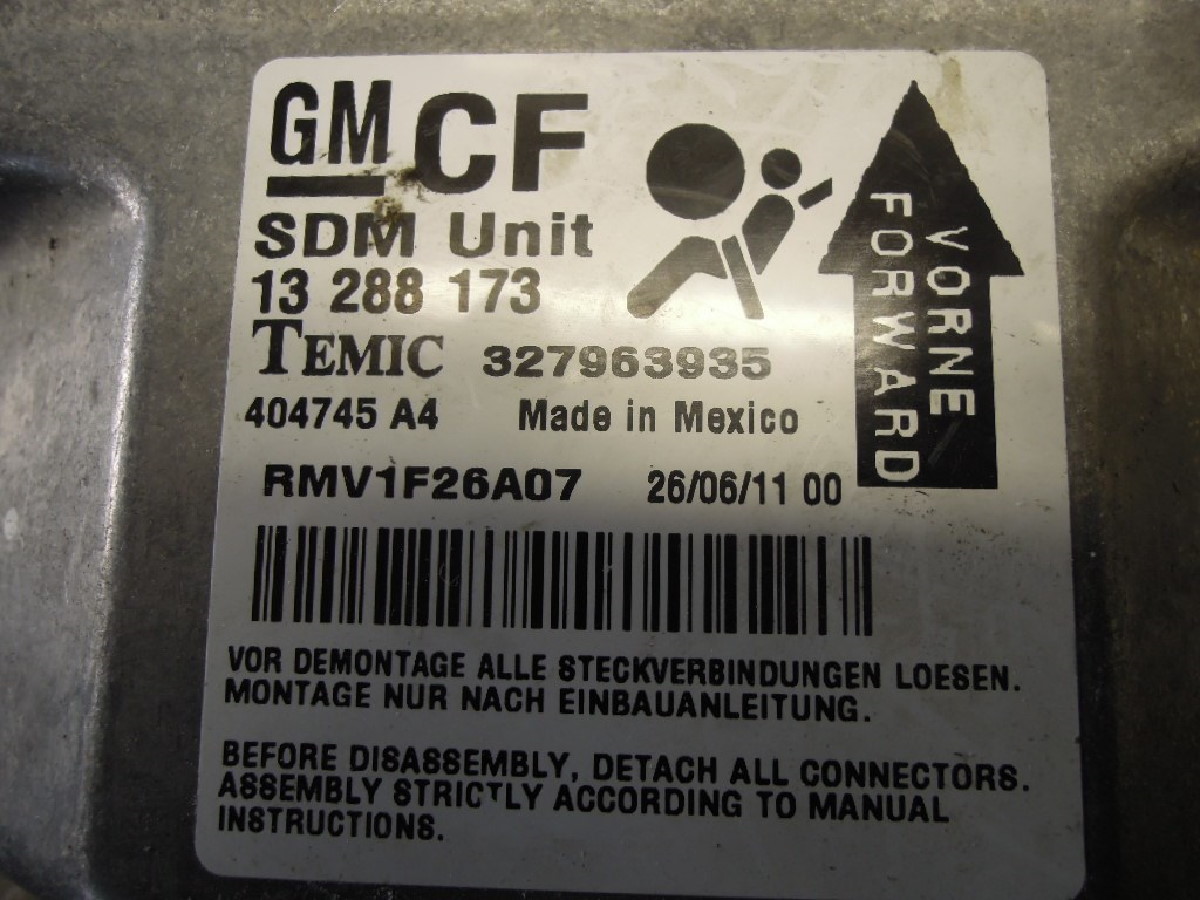 GM CF
SDM Unit
13 288 173
TEMIC 327963935
404745 A4 Made in Mexico
RMV1F26A07 26/06/11 00
VORNE
FORWARD
VOR DEMONTAGE ALLE STECKVERBINDUNGEN LOESEN.
MONTAGE NUR NACH EINBAUANLEITUNG.
BEFORE DISASSEMBLY, DETACH ALL CONNECTORS.
ASSEMBLY STRICTLY ACCORDING TO MANUAL
INSTRUCTIONS.